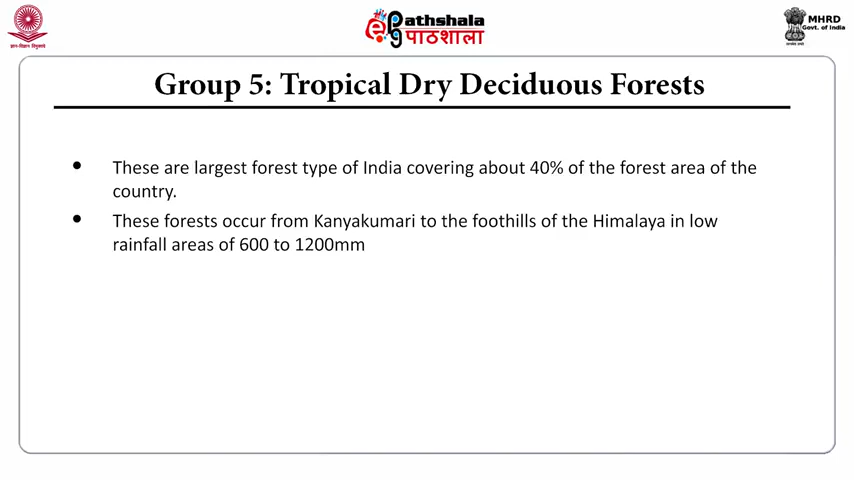 ePG Pathshala
पाठशाला
ज्ञान-विज्ञान विमुक्तये
MHRD
Govt. of India
Group 5: Tropical Dry Deciduous Forests
• These are largest forest type of India covering about 40% of the forest area of the
country.
• These forests occur from Kanyakumari to the foothills of the Himalaya in low
rainfall areas of 600 to 1200mm